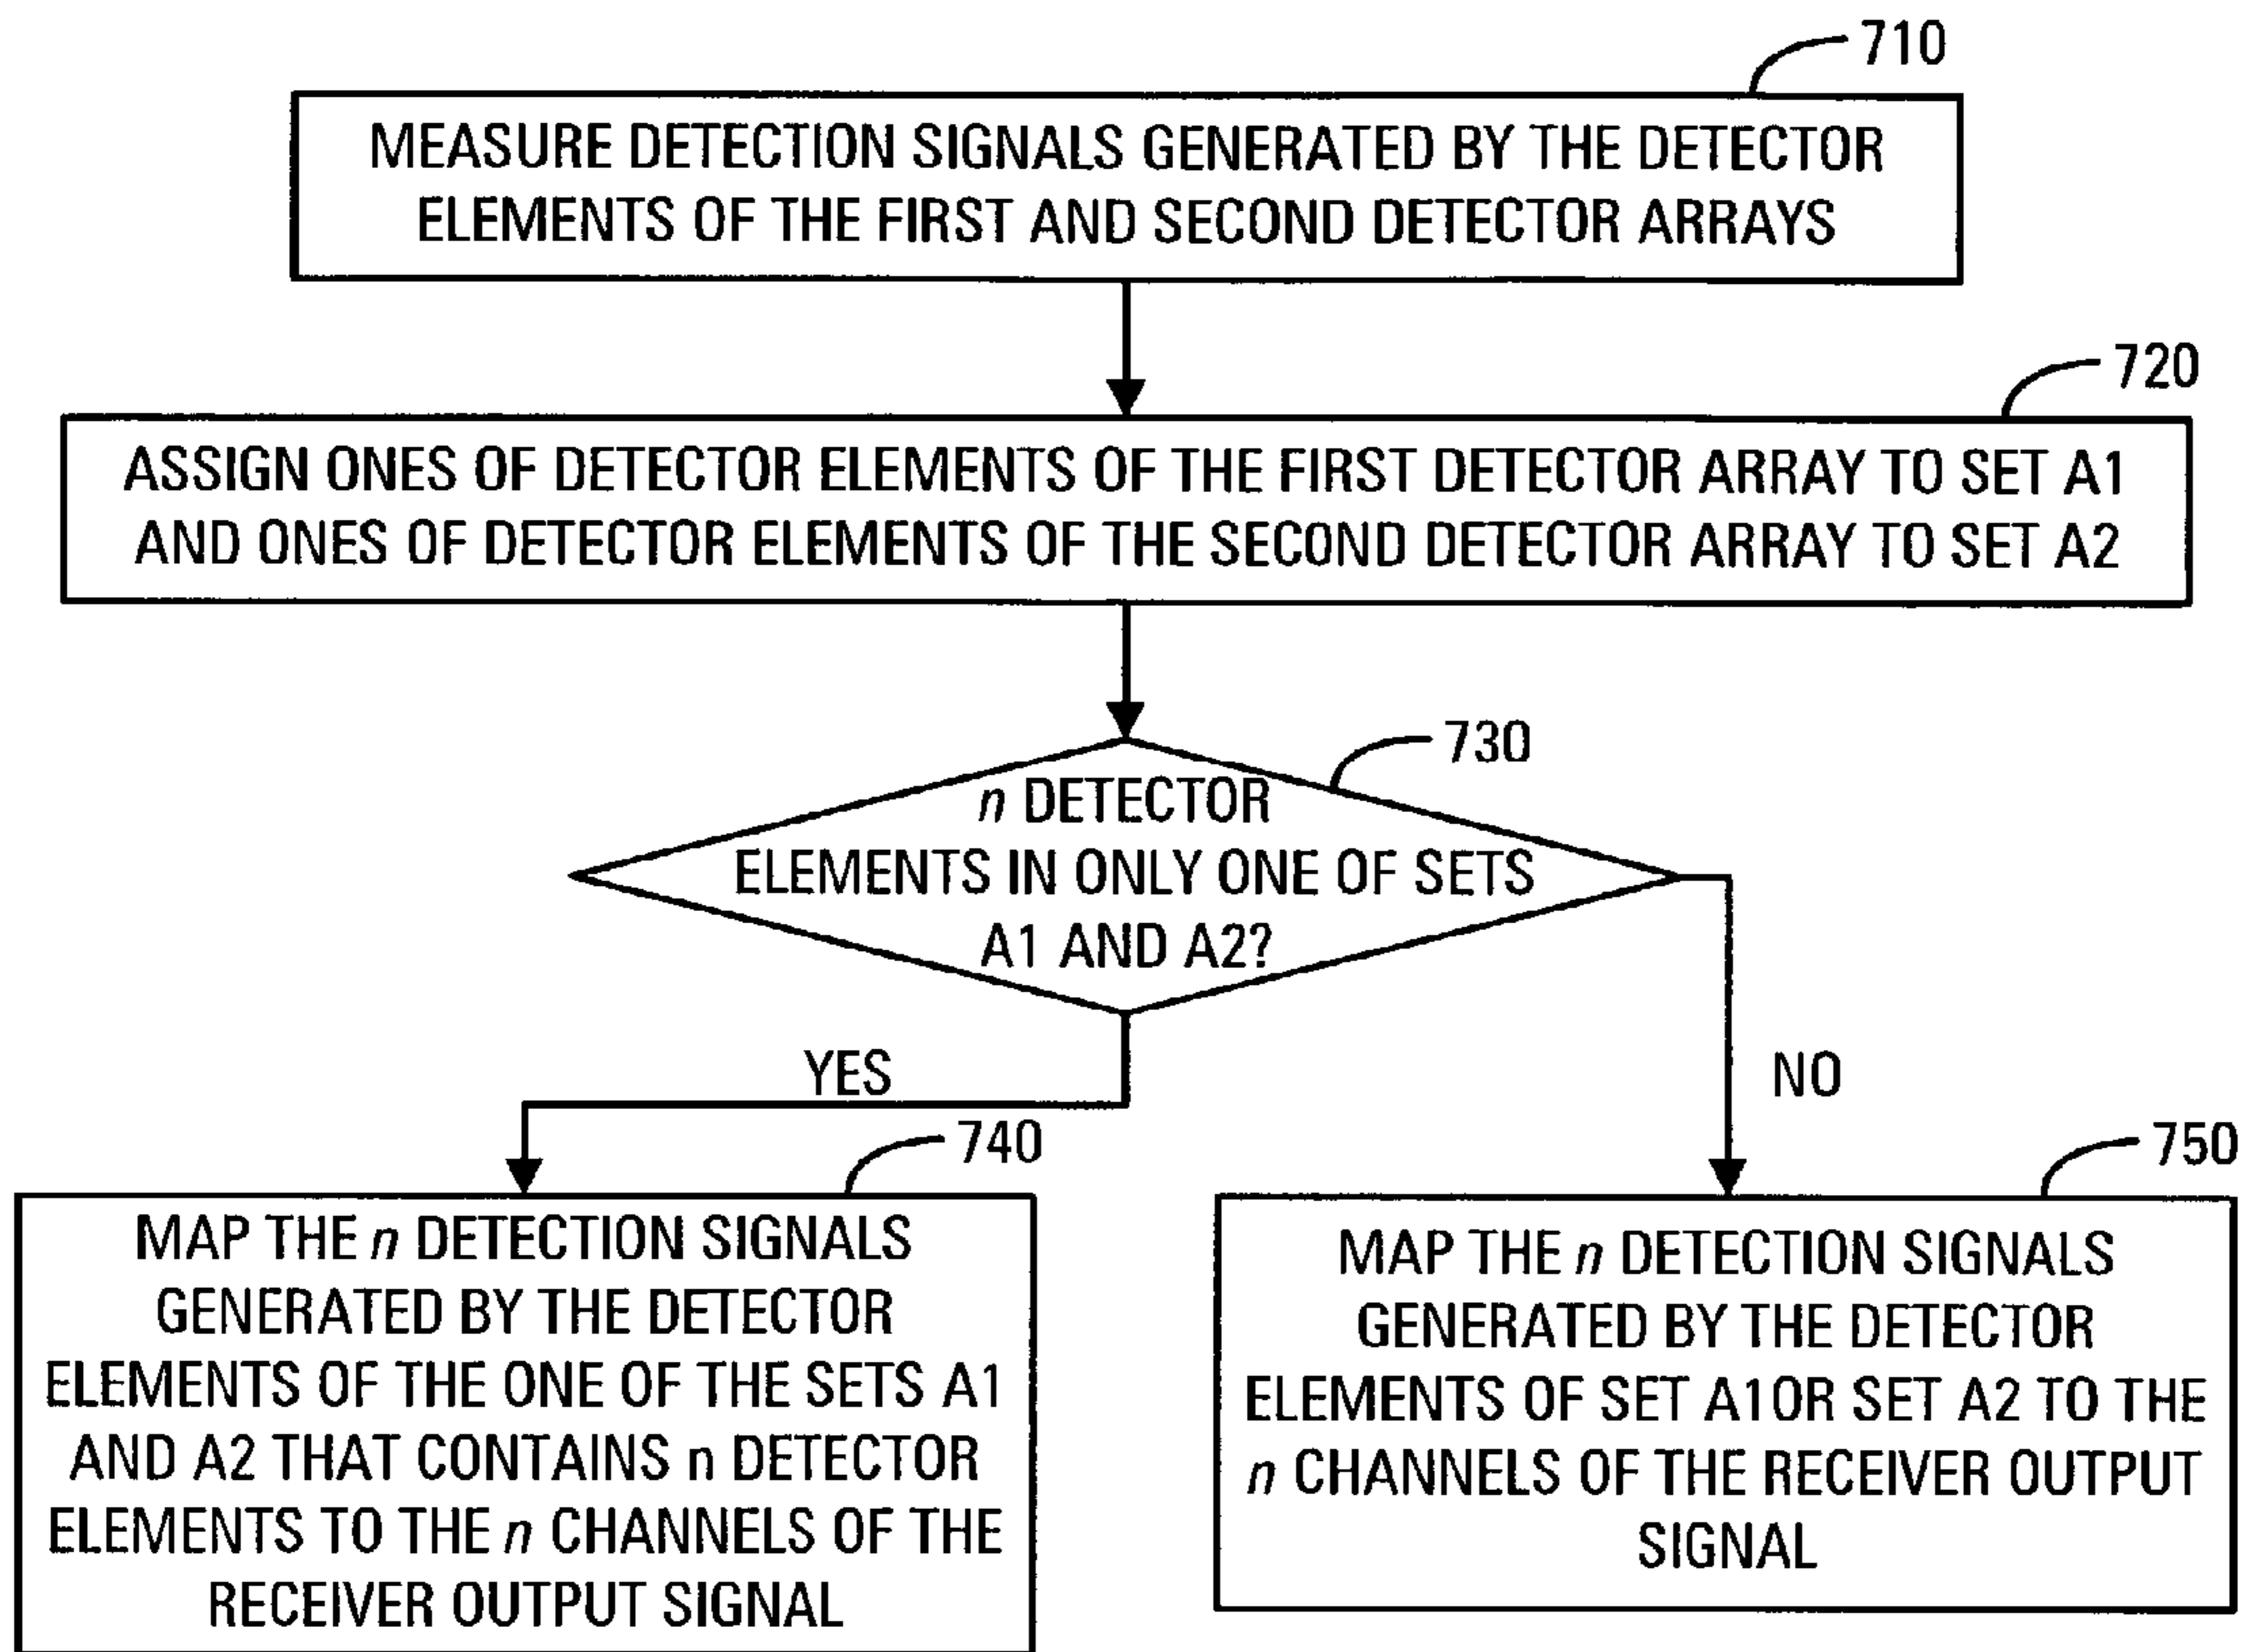 710
MEASURE DETECTION SIGNALS GENERATED BY THE DETECTOR
ELEMENTS OF THE FIRST AND SECOND DETECTOR ARRAYS
720
ASSIGN ONES OF DETECTOR ELEMENTS OF THE FIRST DETECTOR ARRAY TO SET A1
AND ONES OF DETECTOR ELEMENTS OF THE SECOND DETECTOR ARRAY TO SET A2
730
n DETECTOR
ELEMENTS IN ONLY ONE OF SETS
A1 AND A2?
YES
NO
740
MAP THE n DETECTION SIGNALS
GENERATED BY THE DETECTOR
ELEMENTS OF THE ONE OF THE SETS A1
AND A2 THAT CONTAINS n DETECTOR
ELEMENTS TO THE n CHANNELS OF THE
RECEIVER OUTPUT SIGNAL
750
MAP THE n DETECTION SIGNALS
GENERATED BY THE DETECTOR
ELEMENTS OF SET A1OR SET A2 TO THE
n CHANNELS OF THE RECEIVER OUTPUT
SIGNAL